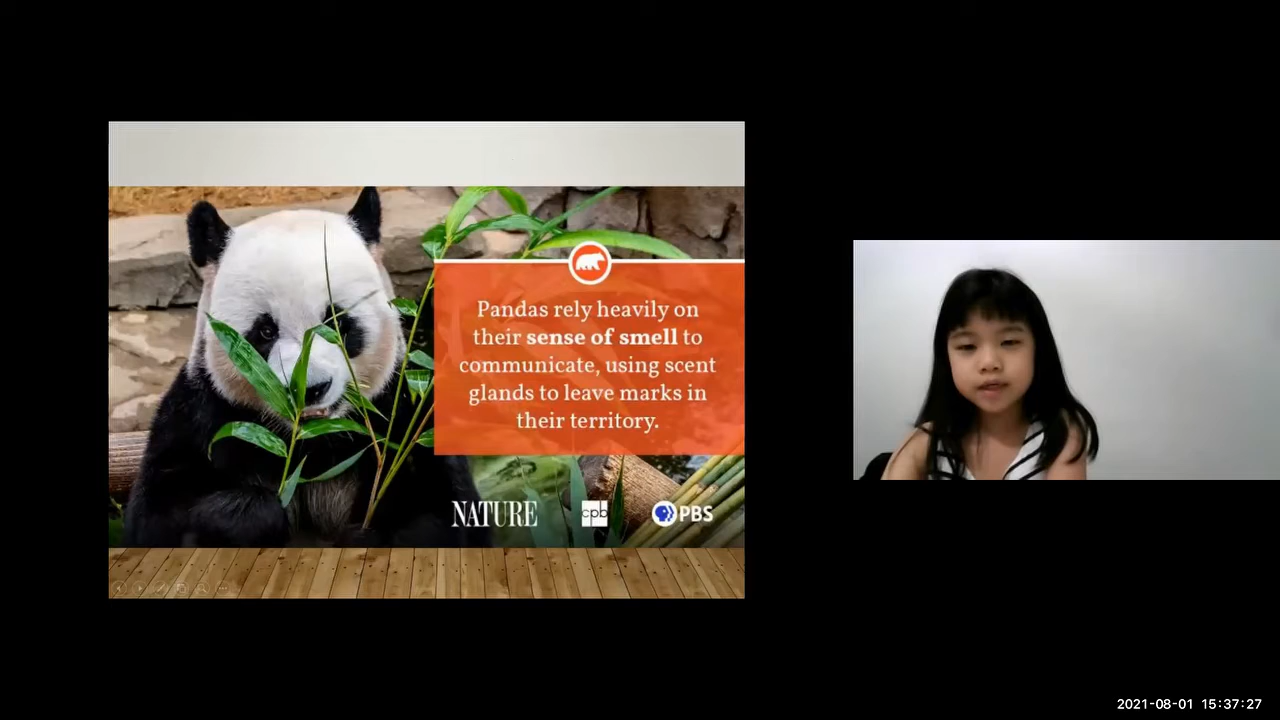 Pandas rely heavily on
their sense of smell to
communicate, using scent
glands to leave marks in
their territory.
NATURE cpb PBS
2021-08-01 15:37:27